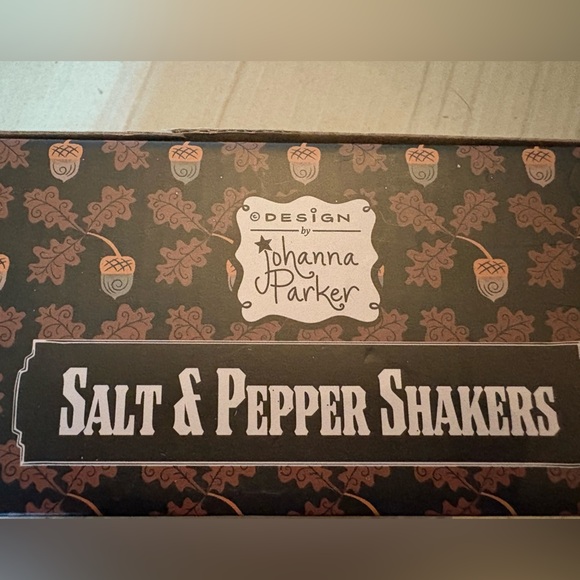 © DESIGN
by
Johanna
Parker
SALT & PEPPER SHAKERS